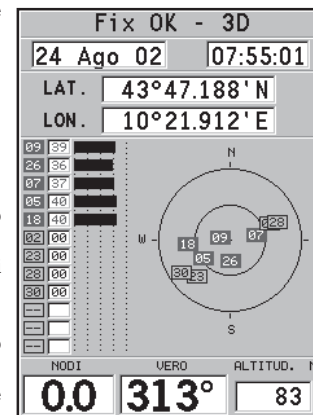 Fix OK - 3D
24 Ago 02 07:55:01
LAT. 43°47.188'N
LON. 10°21.912'E
09 39
26 36
07 37
05 40
18 40
02 00
23 00
28 00
30 00
--
--
--
N
W
S
28
07
09
18
05
26
30
23
NODI VERO ALTITUD.
0.0 313° 83